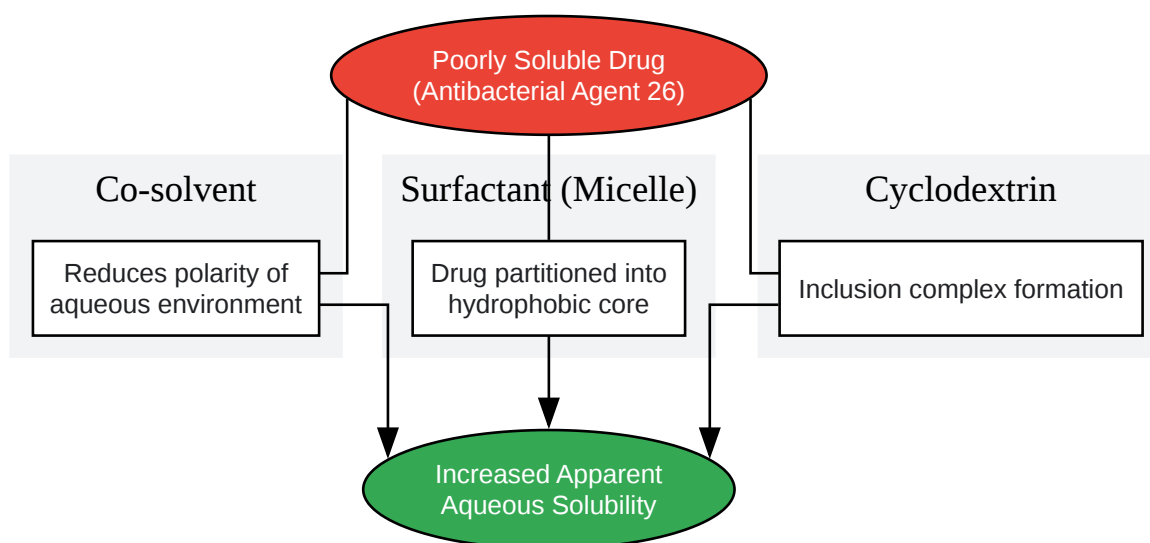 Poorly Soluble Drug
(Antibacterial Agent 26)
Co-solvent
Surfactant (Micelle)
Cyclodextrin
Reduces polarity of
aqueous environment
Drug partitioned into
hydrophobic core
Inclusion complex formation
Increased Apparent
Aqueous Solubility